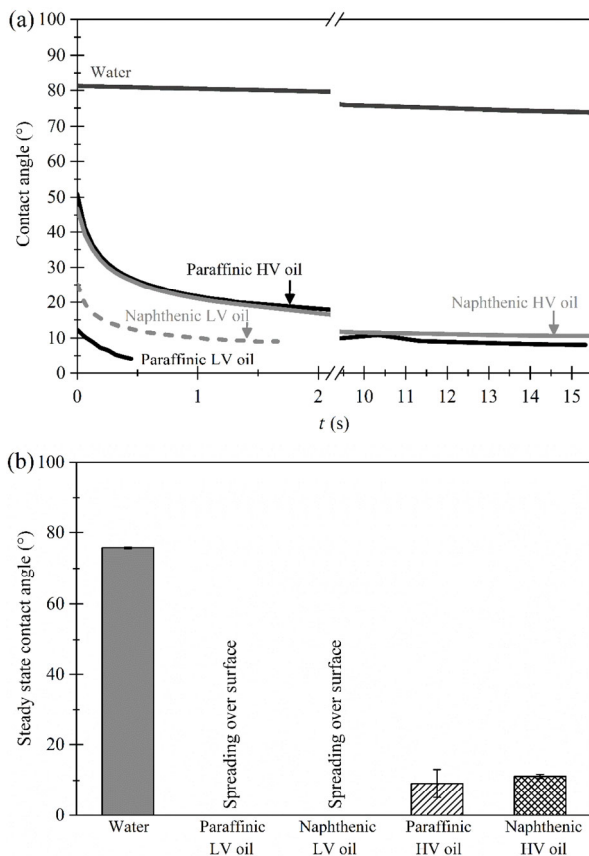 (a)
100
90
80
70
60
50
40
30
20
10
0
Contact angle (°)
Water
Paraffinic HV oil
Naphthenic LV oil
Paraffinic LV oil
Naphthenic HV oil
0 1 2 10 11 12 13 14 15
t (s)
(b)
100
80
60
40
20
0
Steady state contact angle (°)
Spreading over surface
Spreading over surface
Water Paraffinic Naphthenic Paraffinic Naphthenic
LV oil LV oil HV oil HV oil